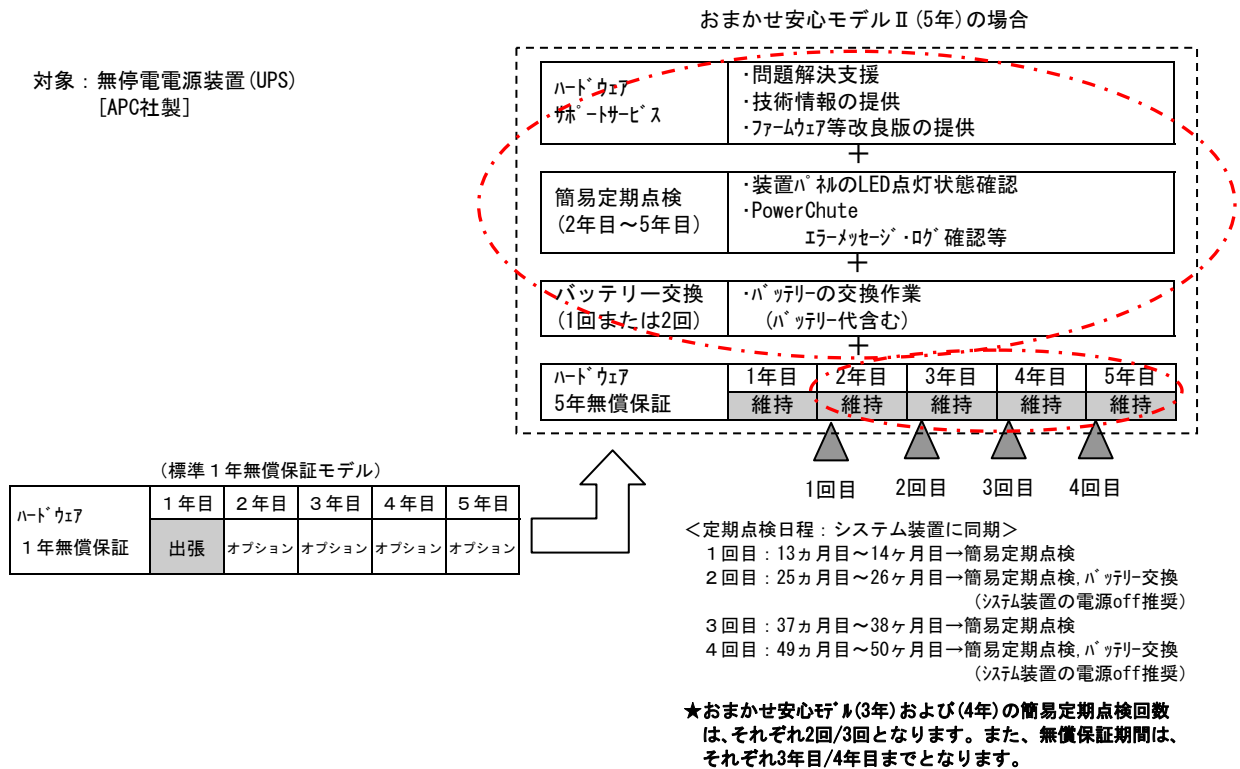 おまかせ安心モデルⅡ(5年)の場合
対象：無停電電源装置(UPS)
[APC社製]
ﾊｰﾄﾞｳｪｱ
ｻﾎﾟｰﾄｻｰﾋﾞｽ
･問題解決支援
･技術情報の提供
･ﾌｧｰﾑｳｪｱ等改良版の提供
＋
簡易定期点検
(2年目～5年目)
･装置ﾊﾟﾈﾙのLED点灯状態確認
･PowerChute
ｴﾗｰﾒｯｾｰｼﾞ･ﾛｸﾞ確認等
＋
バッテリー交換
(1回または2回)
･ﾊﾞｯﾃﾘｰの交換作業
(ﾊﾞｯﾃﾘｰ代含む)
＋
ﾊｰﾄﾞｳｪｱ
5年無償保証
1年目 2年目 3年目 4年目 5年目
維持 維持 維持 維持 維持
1回目 2回目 3回目 4回目
(標準１年無償保証モデル)
ﾊｰﾄﾞｳｪｱ
１年無償保証
１年目 ２年目 ３年目 ４年目 ５年目
出張 ｵﾌﾟｼｮﾝ ｵﾌﾟｼｮﾝ ｵﾌﾟｼｮﾝ ｵﾌﾟｼｮﾝ
＜定期点検日程：システム装置に同期＞
１回目：13ヵ月目～14ヶ月目→簡易定期点検
２回目：25ヵ月目～26ヶ月目→簡易定期点検,ﾊﾞｯﾃﾘｰ交換
(ｼｽﾃﾑ装置の電源off推奨)
３回目：37ヵ月目～38ヶ月目→簡易定期点検
４回目：49ヵ月目～50ヶ月目→簡易定期点検,ﾊﾞｯﾃﾘｰ交換
(ｼｽﾃﾑ装置の電源off推奨)
★おまかせ安心ﾓﾃﾞﾙ(3年)および(4年)の簡易定期点検回数
は、それぞれ2回/3回となります。また、無償保証期間は、
それぞれ3年目/4年目までとなります。